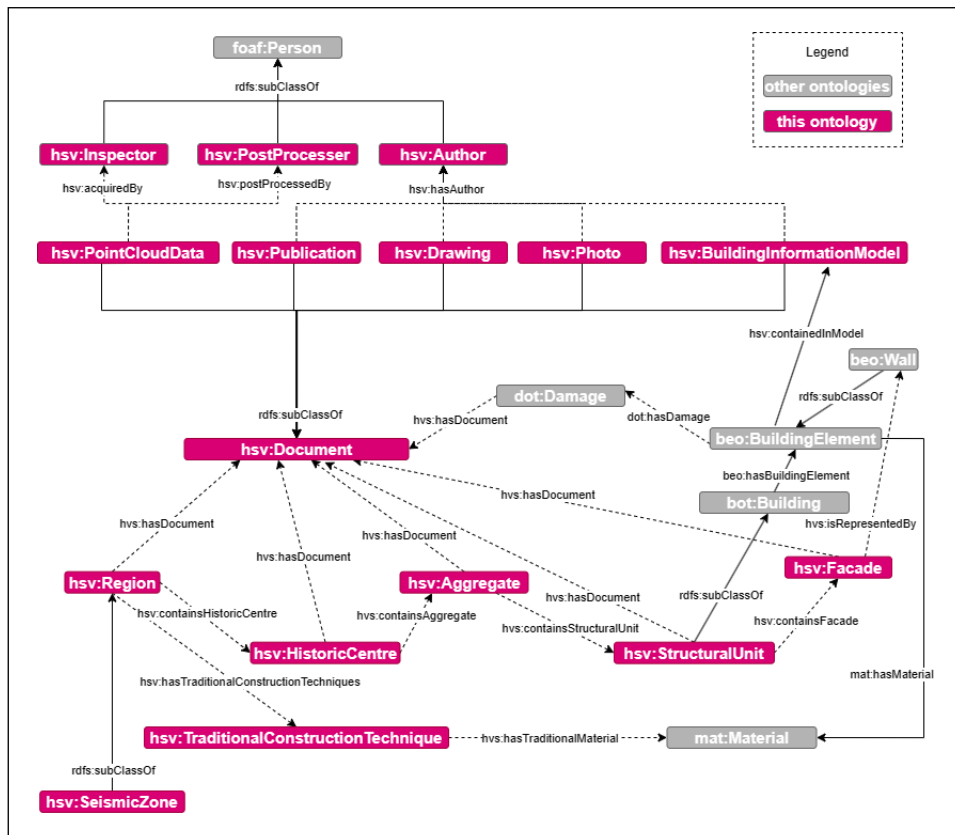 foaf:Person
Legend
rdfs:subClassOf
other ontologies
this ontology
hsv:Inspector
hsv:PostProcesser
hsv:Author
hsv:acquiredBy
hsv:postProcessedBy
hsv:hasAuthor
hsv:PointCloudData
hsv:Publication
hsv:Drawing
hsv:Photo
hsv:BuildingInformationModel
hsv:containedInModel
beo:Wall
rdfs:subClassOf
dot:Damage
rdfs:subClassOf
hvs:hasDocument
dot:hasDamage
beo:BuildingElement
hsv:Document
beo:hasBuildingElement
hvs:hasDocument
bot:Building
hvs:hasDocument
hvs:isRepresentedBy
hvs:hasDocument
hvs:hasDocument
hsv:Facade
hsv:Region
hsv:Aggregate
hvs:hasDocument
rdfs:subClassOf
hsv:containsHistoricCentre
hvs:containsAggregate
hvs:containsStructuralUnit
hsv:containsFacade
hsv:HistoricCentre
hsv:StructuralUnit
mat:hasMaterial
hsv:hasTraditionalConstructionTechniques
hsv:TraditionalConstructionTechnique
hvs:hasTraditionalMaterial
mat:Material
rdfs:subClassOf
hsv:SeismicZone